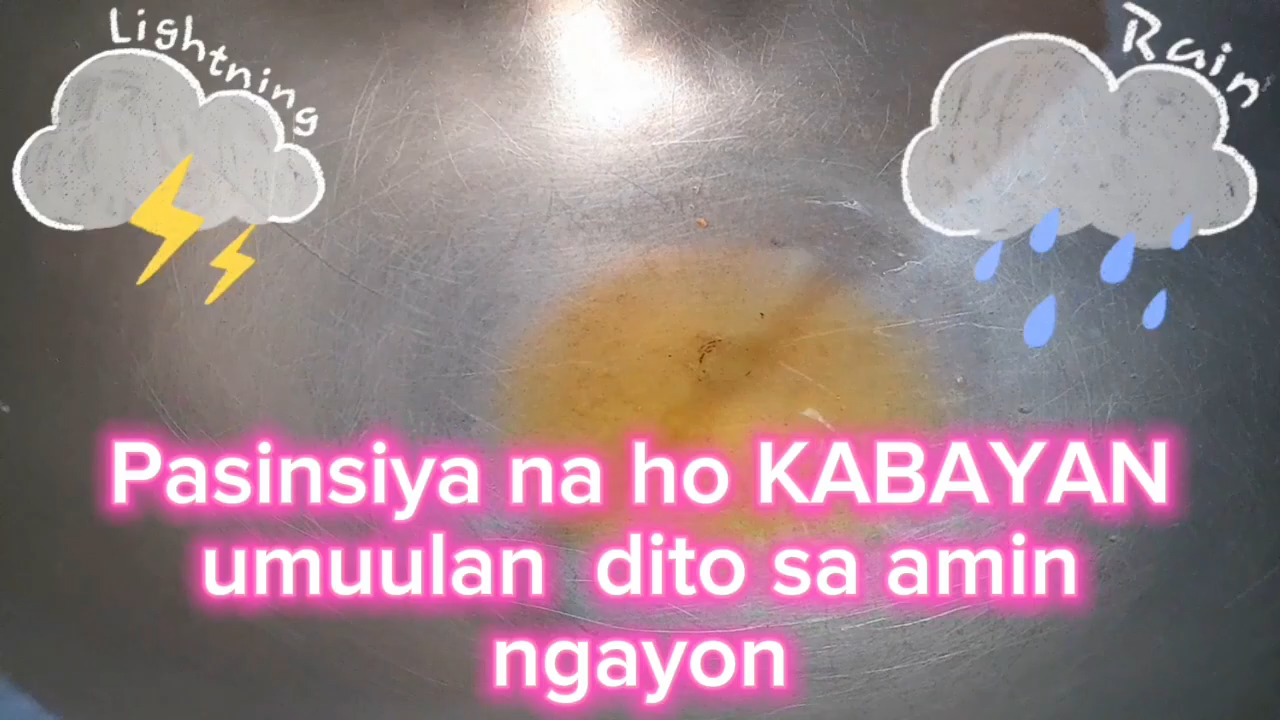 Lightning
Rain
Pasinsiya na ho KABAYAN
umuulan dito sa amin
ngayon